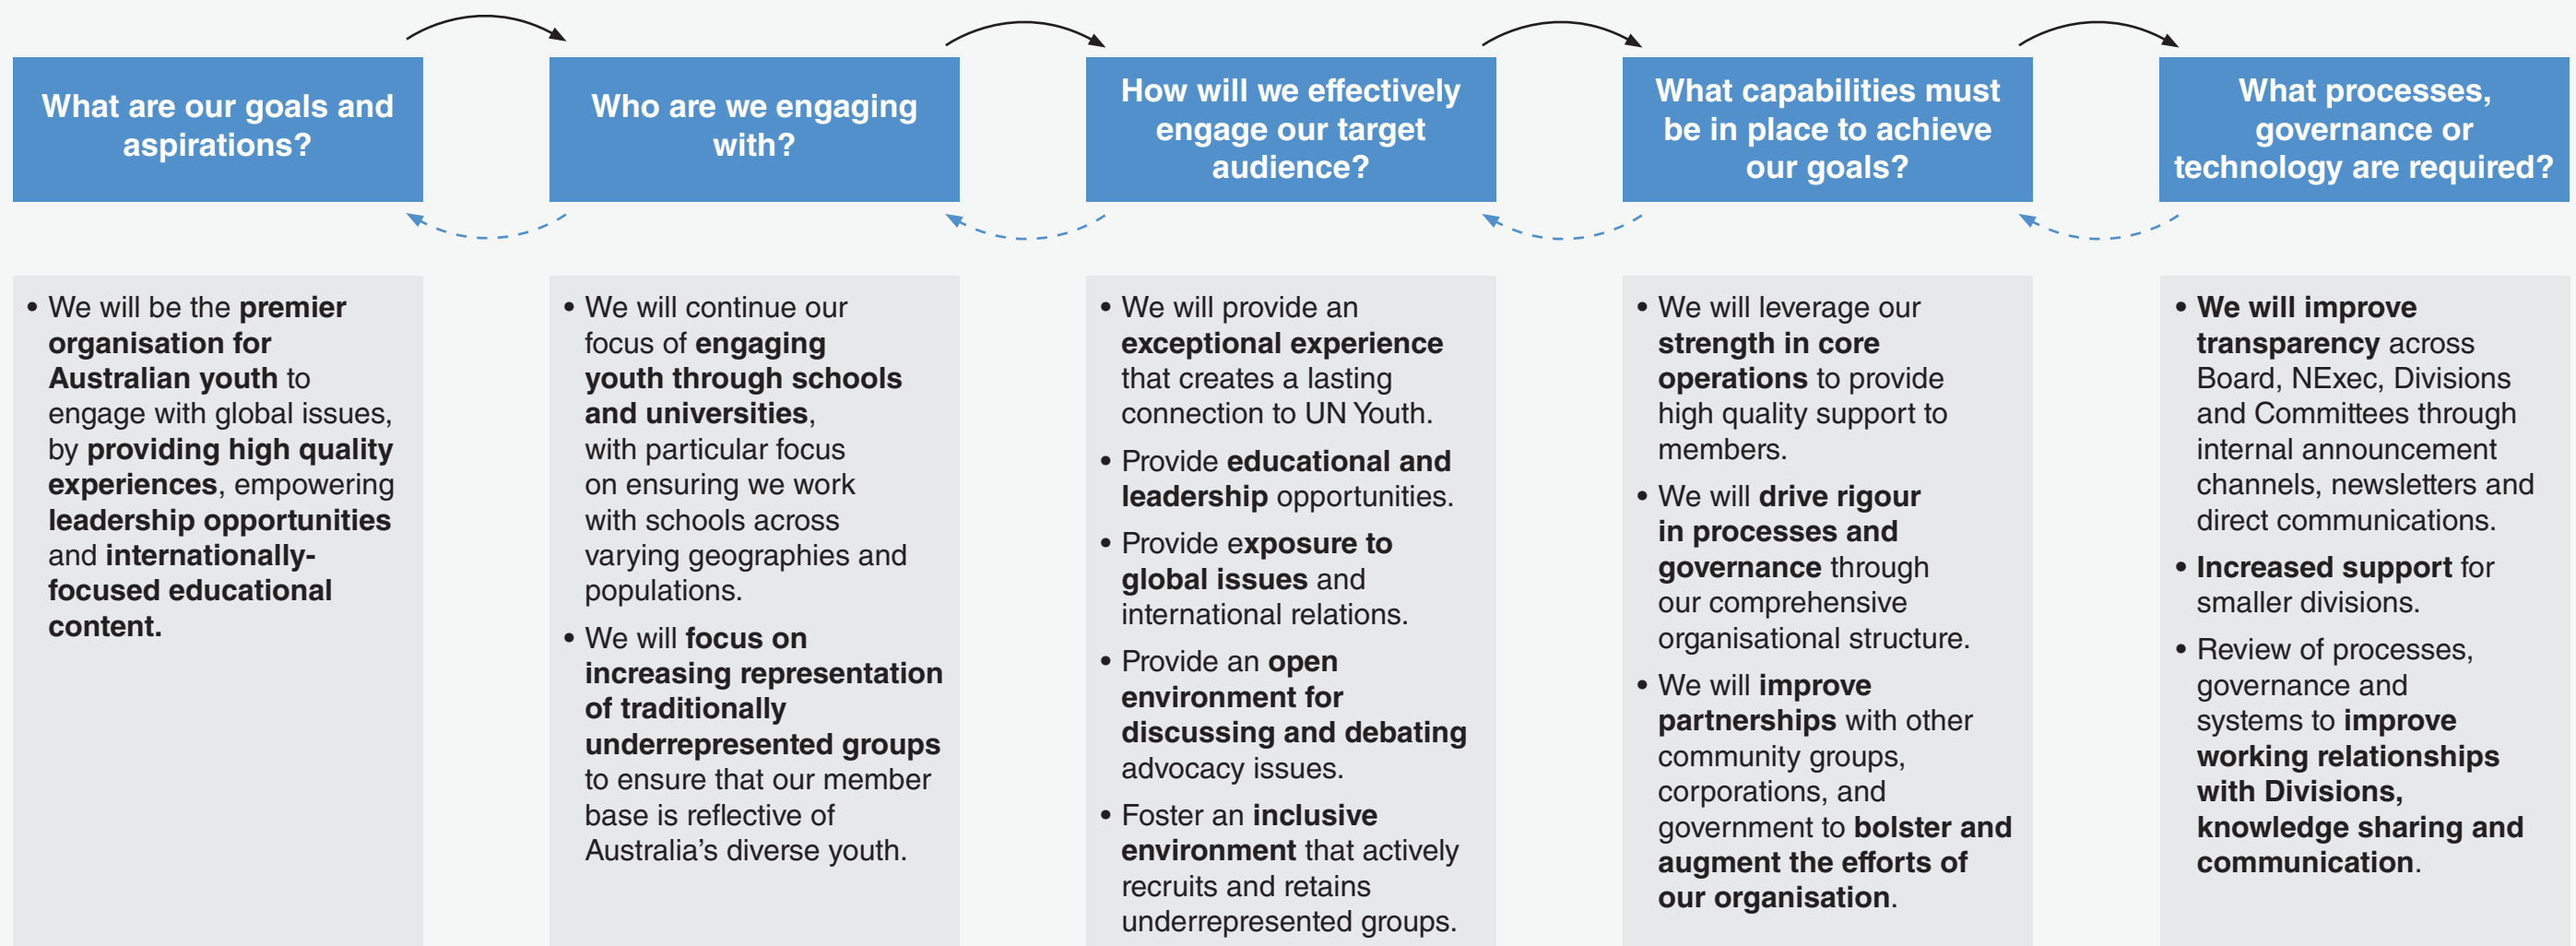 What are our goals and
aspirations?
Who are we engaging
with?
How will we effectively
engage our target
audience?
What capabilities must
be in place to achieve
our goals?
What processes,
governance or
technology are required?
• We will be the premier
organisation for
Australian youth to
engage with global issues,
by providing high quality
experiences, empowering
leadership opportunities
and internationally-
focused educational
content.
• We will continue our
focus of engaging
youth through schools
and universities,
with particular focus
on ensuring we work
with schools across
varying geographies and
populations.
• We will focus on
increasing representation
of traditionally
underrepresented groups
to ensure that our member
base is reflective of
Australia’s diverse youth.
• We will provide an
exceptional experience
that creates a lasting
connection to UN Youth.
• Provide educational and
leadership opportunities.
• Provide exposure to
global issues and
international relations.
• Provide an open
environment for
discussing and debating
advocacy issues.
• Foster an inclusive
environment that actively
recruits and retains
underrepresented groups.
• We will leverage our
strength in core
operations to provide
high quality support to
members.
• We will drive rigour
in processes and
governance through
our comprehensive
organisational structure.
• We will improve
partnerships with other
community groups,
corporations, and
government to bolster and
augment the efforts of
our organisation.
• We will improve
transparency across
Board, NExec, Divisions
and Committees through
internal announcement
channels, newsletters and
direct communications.
• Increased support for
smaller divisions.
• Review of processes,
governance and
systems to improve
working relationships
with Divisions,
knowledge sharing and
communication.